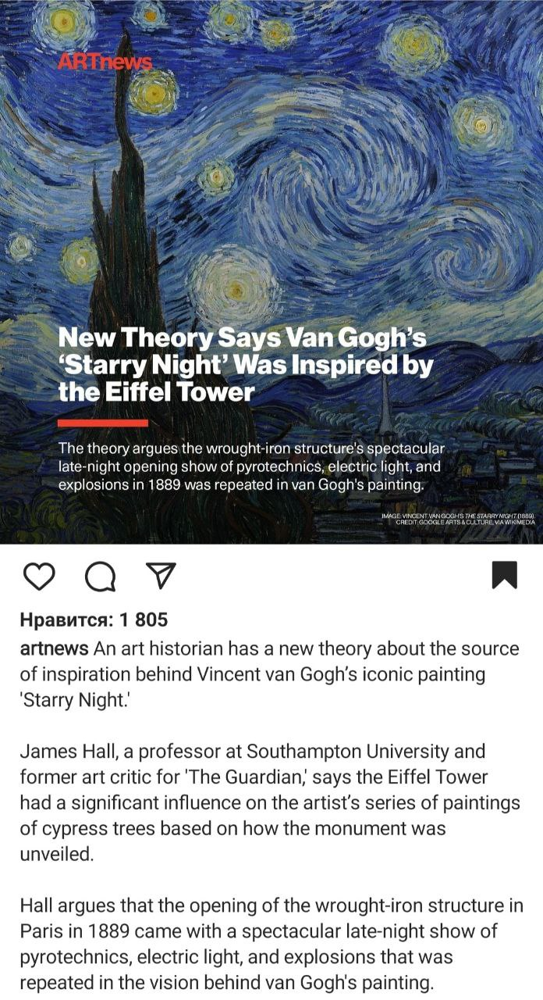 ARTnews
New Theory Says Van Gogh’s
‘Starry Night’ Was Inspired by
the Eiffel Tower
The theory argues the wrought-iron structure's spectacular
late-night opening show of pyrotechnics, electric light, and
explosions in 1889 was repeated in van Gogh's painting.
IMAGE: VINCENT VAN GOGH'S THE STARRY NIGHT (1889).
CREDIT: GOOGLE ARTS & CULTURE, VIA WIKIMEDIA
Нравится: 1 805
artnews An art historian has a new theory about the source
of inspiration behind Vincent van Gogh’s iconic painting
'Starry Night.'
James Hall, a professor at Southampton University and
former art critic for 'The Guardian,' says the Eiffel Tower
had a significant influence on the artist’s series of paintings
of cypress trees based on how the monument was
unveiled.
Hall argues that the opening of the wrought-iron structure in
Paris in 1889 came with a spectacular late-night show of
pyrotechnics, electric light, and explosions that was
repeated in the vision behind van Gogh's painting.